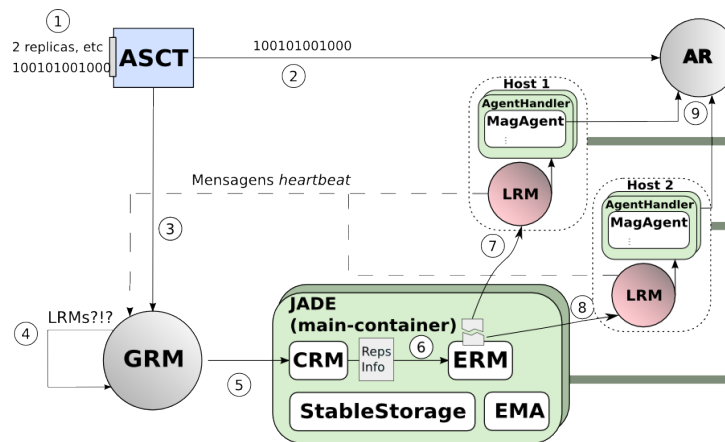 1
2 replicas, etc
100101001000
ASCT
100101001000
2
AR
Host 1
AgentHandler
MagAgent
:
9
LRM
Mensagens heartbeat
Host 2
AgentHandler
MagAgent
:
3
7
LRM
LRMs?!?
4
GRM
5
JADE
(main-container)
8
CRM
Reps
Info
6
ERM
StableStorage
EMA